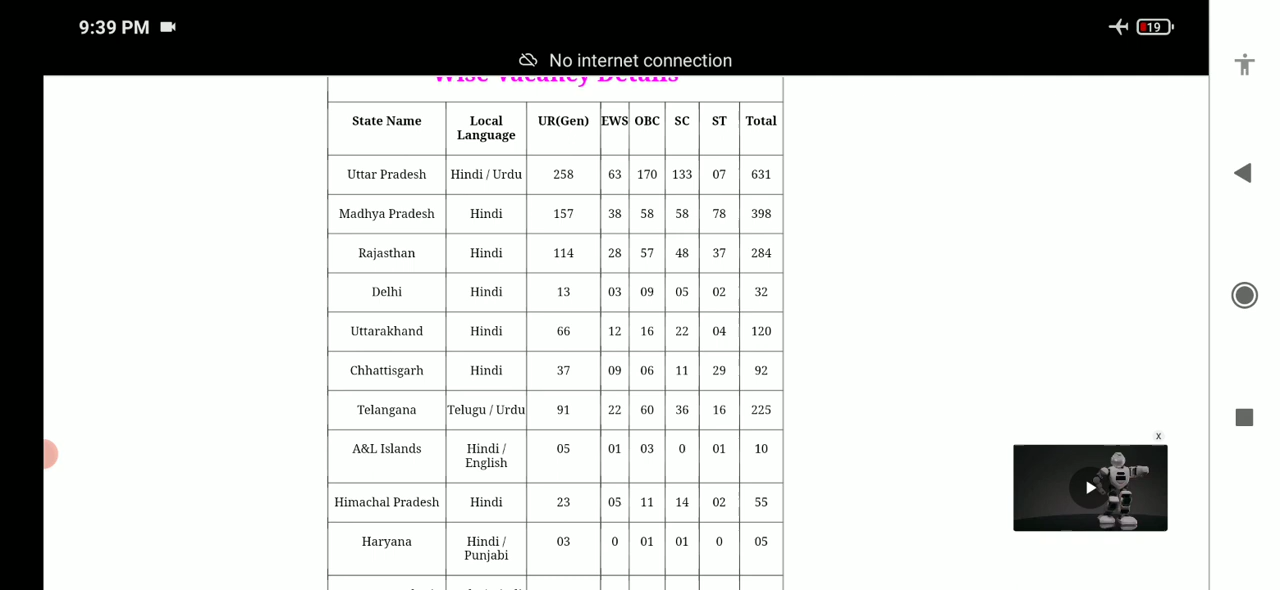 9:39 PM
19
No internet connection
Wise Vacancy Details
State Name Local Language UR(Gen) EWS OBC SC ST Total
Uttar Pradesh Hindi / Urdu 258 63 170 133 07 631
Madhya Pradesh Hindi 157 38 58 58 78 398
Rajasthan Hindi 114 28 57 48 37 284
Delhi Hindi 13 03 09 05 02 32
Uttarakhand Hindi 66 12 16 22 04 120
Chhattisgarh Hindi 37 09 06 11 29 92
Telangana Telugu / Urdu 91 22 60 36 16 225
A&L Islands Hindi / English 05 01 03 0 01 10
Himachal Pradesh Hindi 23 05 11 14 02 55
Haryana Hindi / Punjabi 03 0 01 01 0 05
x